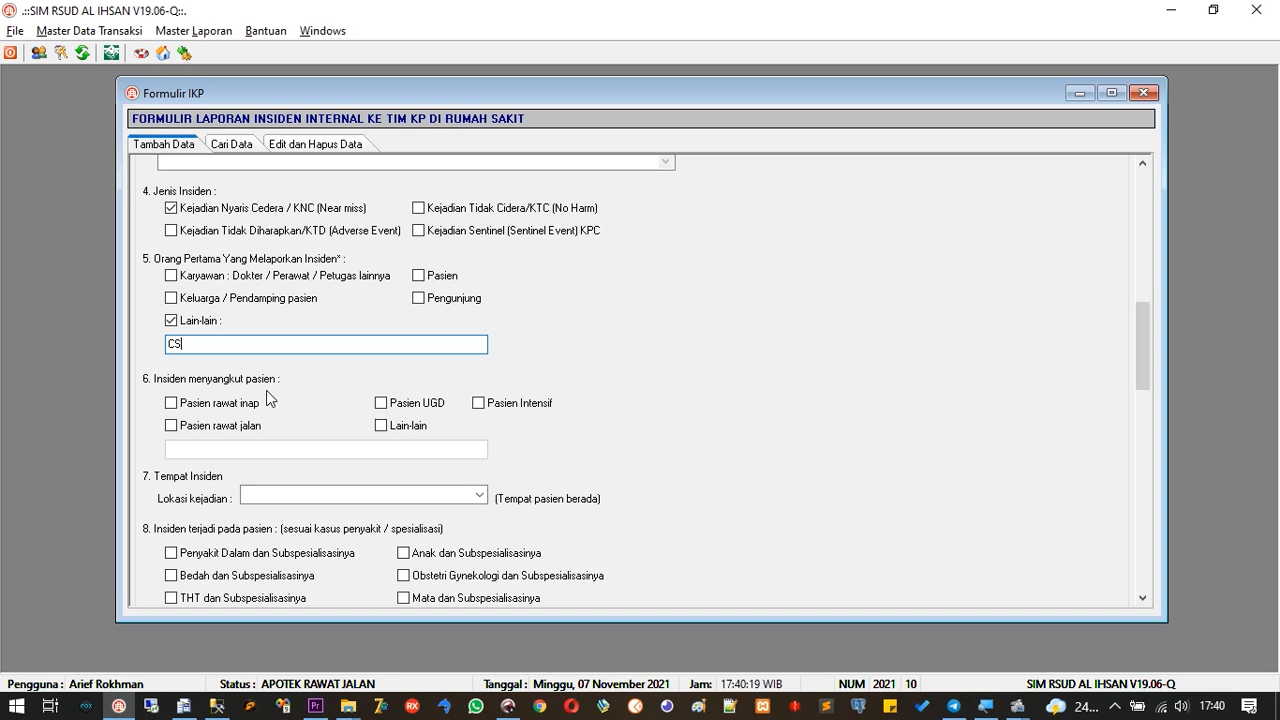 .::SIM RSUD AL IHSAN V19.06-Q::.
File Master Data Transaksi Master Laporan Bantuan Windows
Formulir IKP
FORMULIR LAPORAN INSIDEN INTERNAL KE TIM KP DI RUMAH SAKIT
Tambah Data Cari Data Edit dan Hapus Data
4. Jenis Insiden :
Kejadian Nyaris Cedera / KNC (Near miss) Kejadian Tidak Cidera/KTC (No Harm)
Kejadian Tidak Diharapkan/KTD (Adverse Event) Kejadian Sentinel (Sentinel Event) KPC
5. Orang Pertama Yang Melaporkan Insiden* :
Karyawan : Dokter / Perawat / Petugas lainnya Pasien
Keluarga / Pendamping pasien Pengunjung
Lain-lain :
CS
6. Insiden menyangkut pasien :
Pasien rawat inap Pasien UGD Pasien Intensif
Pasien rawat jalan Lain-lain
7. Tempat Insiden
Lokasi kejadian : (Tempat pasien berada)
8. Insiden terjadi pada pasien : (sesuai kasus penyakit / spesialisasi)
Penyakit Dalam dan Subspesialisasinya Anak dan Subspesialisasinya
Bedah dan Subspesialisasinya Obstetri Gynekologi dan Subspesialisasinya
THT dan Subspesialisasinya Mata dan Subspesialisasinya
Pengguna : Arief Rokhman Status : APOTEK RAWAT JALAN Tanggal : Minggu, 07 November 2021 Jam: 17:40:19 WIB NUM 2021 10 SIM RSUD AL IHSAN V19.06-Q
24... 17:40